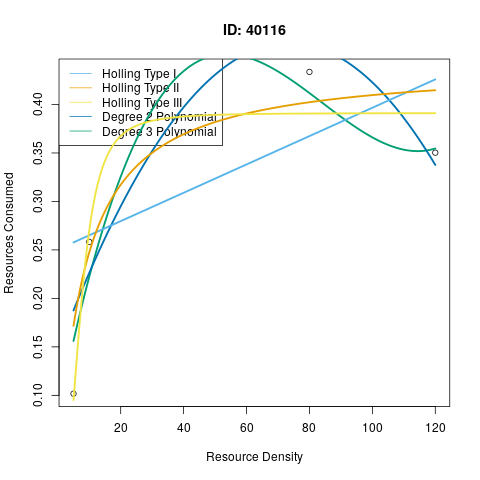 ID: 40116
Holling Type I
Holling Type II
Holling Type III
Degree 2 Polynomial
Degree 3 Polynomial
Resources Consumed
0.40
0.35
0.30
0.25
0.20
0.15
0.10
20 40 60 80 100 120
Resource Density